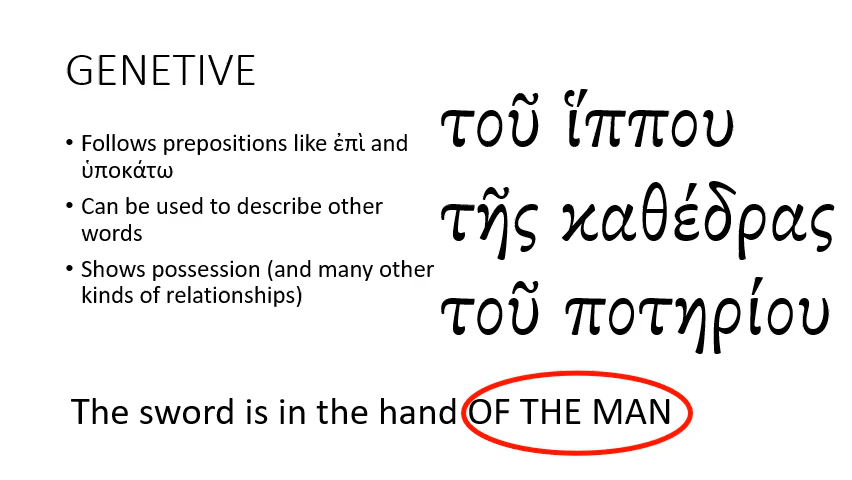 GENETIVE
• Follows prepositions like ἐπὶ and
ὑποκάτω
• Can be used to describe other
words
• Shows possession (and many other
kinds of relationships)
τοῦ ἵππου
τῆς καθέδρας
τοῦ ποτηρίου
The sword is in the hand OF THE MAN